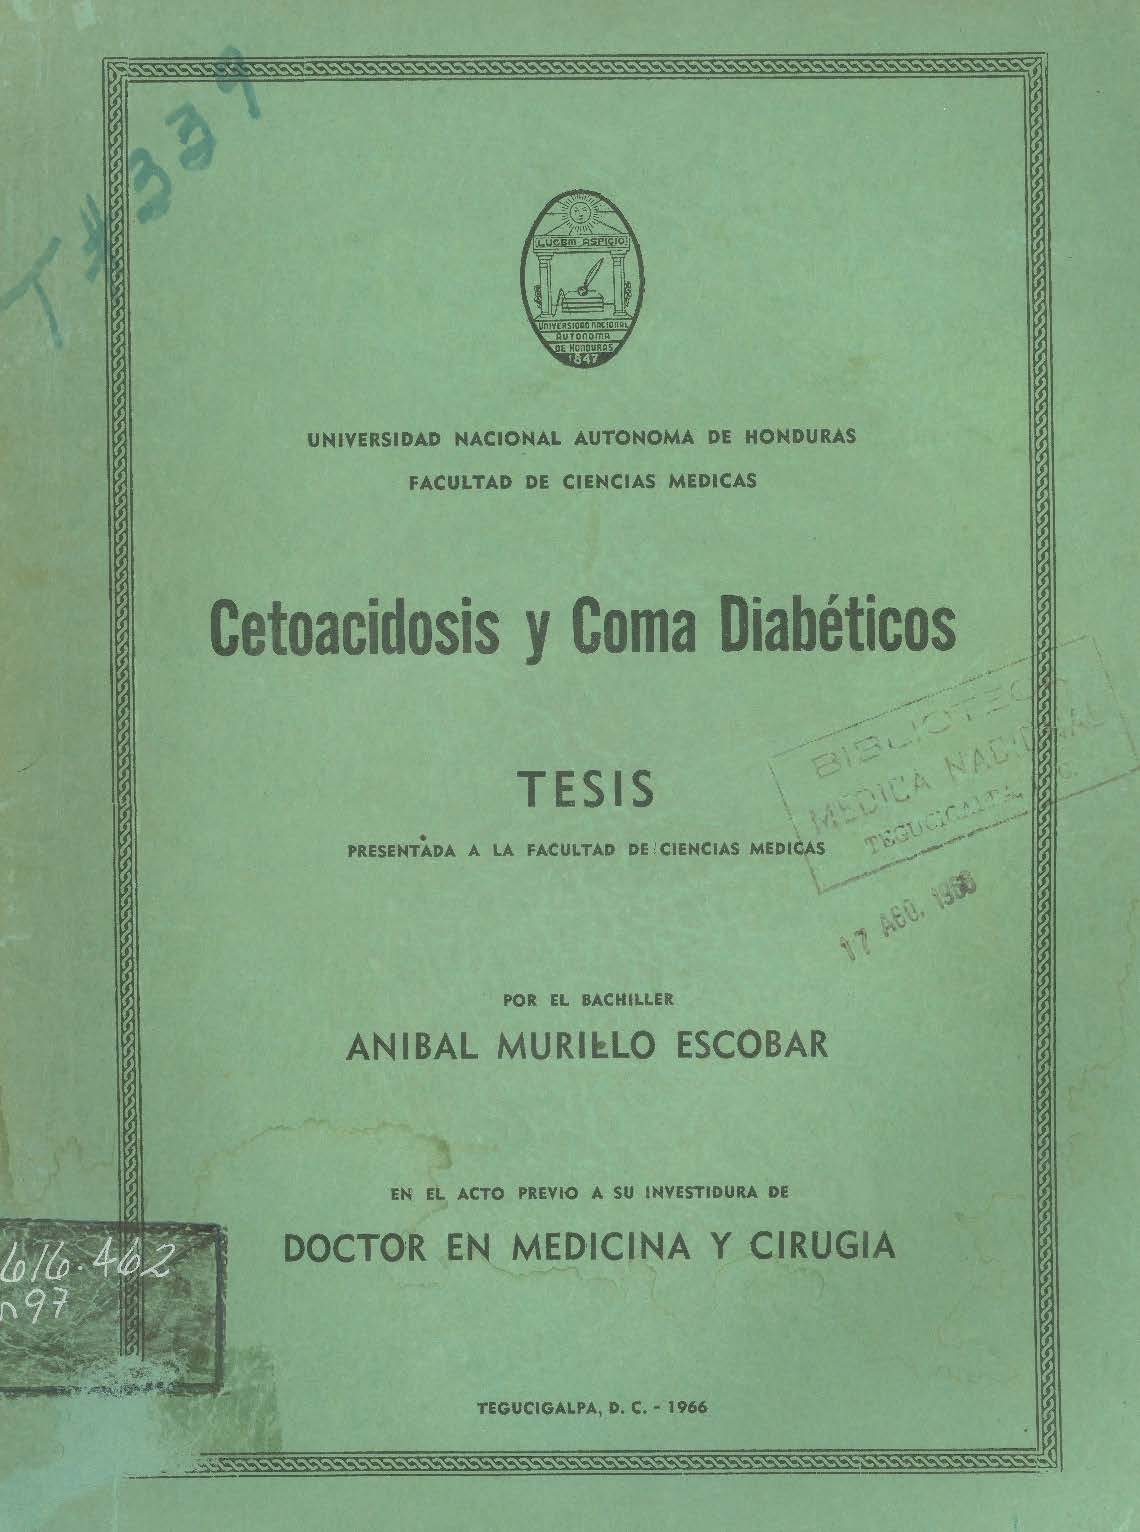 T # 339
LUCEM ASPICIO
UNIVERSIDAD NACIONAL
AUTONOMA
DE HONDURAS
1847
UNIVERSIDAD NACIONAL AUTONOMA DE HONDURAS
FACULTAD DE CIENCIAS MEDICAS
Cetoacidosis y Coma Diabéticos
TESIS
PRESENTADA A LA FACULTAD DE CIENCIAS MEDICAS
BIBLIOTECA
MEDICA NACIONAL
TEGUCIGALPA, D. C.
17 AGO. 1966
POR EL BACHILLER
ANIBAL MURILLO ESCOBAR
EN EL ACTO PREVIO A SU INVESTIDURA DE
DOCTOR EN MEDICINA Y CIRUGIA
616.462
97
TEGUCIGALPA, D. C. - 1966